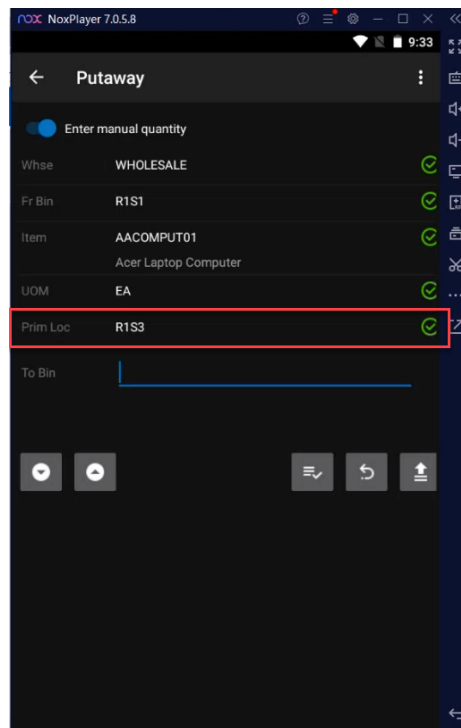 nox NoxPlayer 7.0.5.8
9:33
Putaway
Enter manual quantity
Whse WHOLESALE
Fr Bin R1S1
Item AACOMPUT01
Acer Laptop Computer
UOM EA
Prim Loc R1S3
To Bin